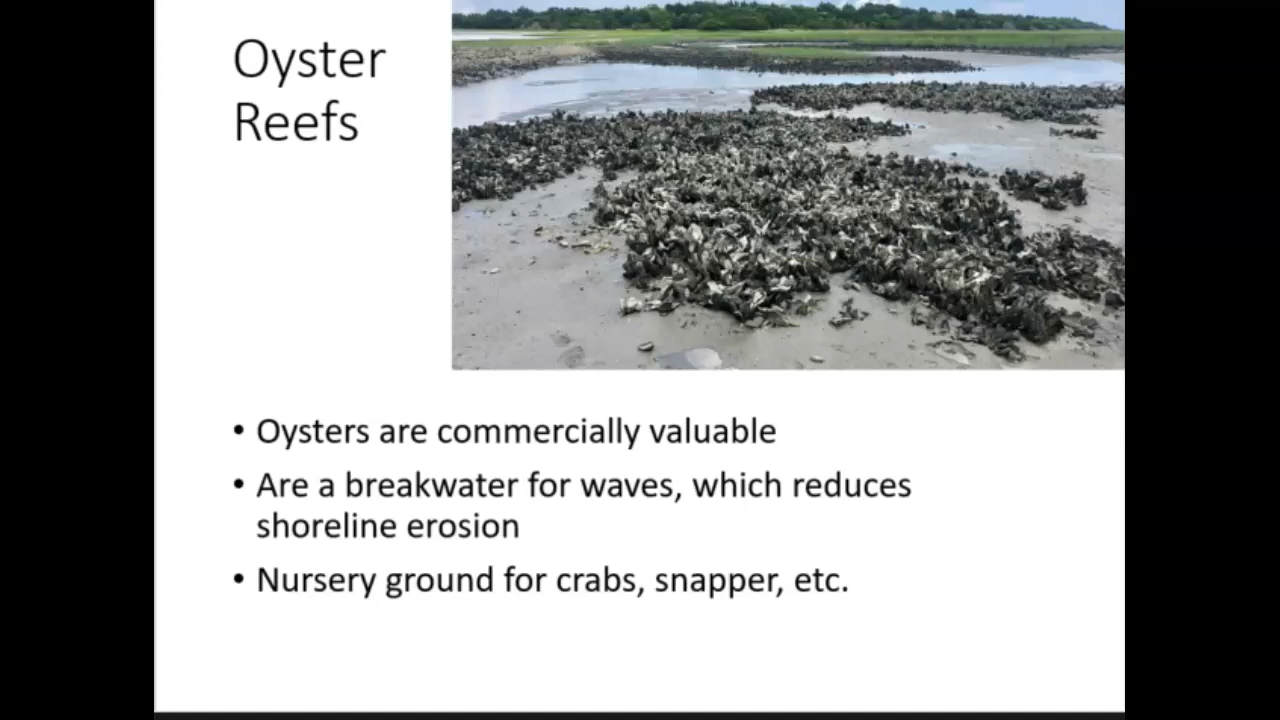 Oyster
Reefs
• Oysters are commercially valuable
• Are a breakwater for waves, which reduces
shoreline erosion
• Nursery ground for crabs, snapper, etc.